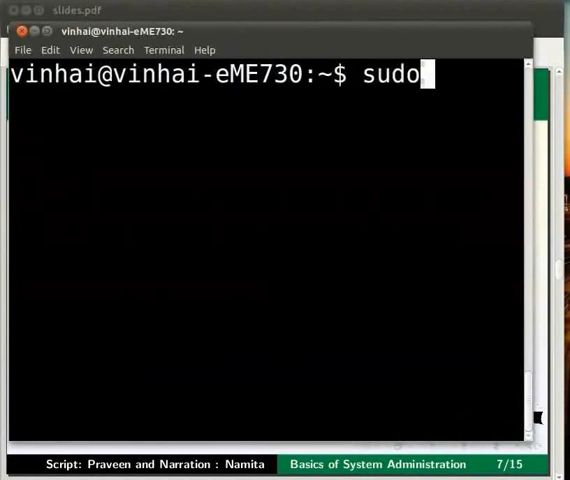 slides.pdf
vinhai@vinhai-eME730: ~
File Edit View Search Terminal Help
vinhai@vinhai-eME730:~$ sudo
Script: Praveen and Narration : Namita Basics of System Administration 7/15